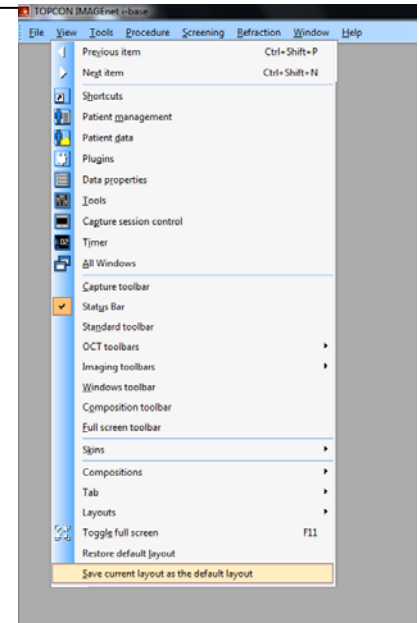 TOPCON IMAGEnet i-base
File View Tools Procedure Screening Refraction Window Help
Previous item Ctrl+Shift+P
Next item Ctrl+Shift+N
Shortcuts
Patient management
Patient data
Plugins
Data properties
Tools
Capture session control
Timer
All Windows
Capture toolbar
Status Bar
Standard toolbar
OCT toolbars
Imaging toolbars
Windows toolbar
Composition toolbar
Full screen toolbar
Skins
Compositions
Tab
Layouts
Toggle full screen F11
Restore default layout
Save current layout as the default layout